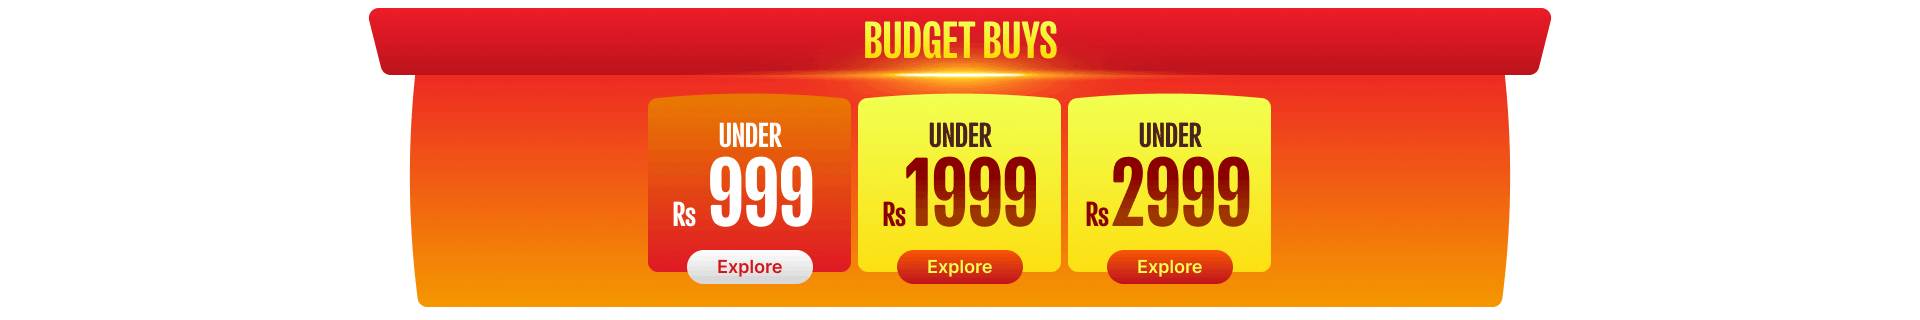 BUDGET BUYS
UNDER
Rs 999
Explore
UNDER
Rs 1999
Explore
UNDER
Rs 2999
Explore